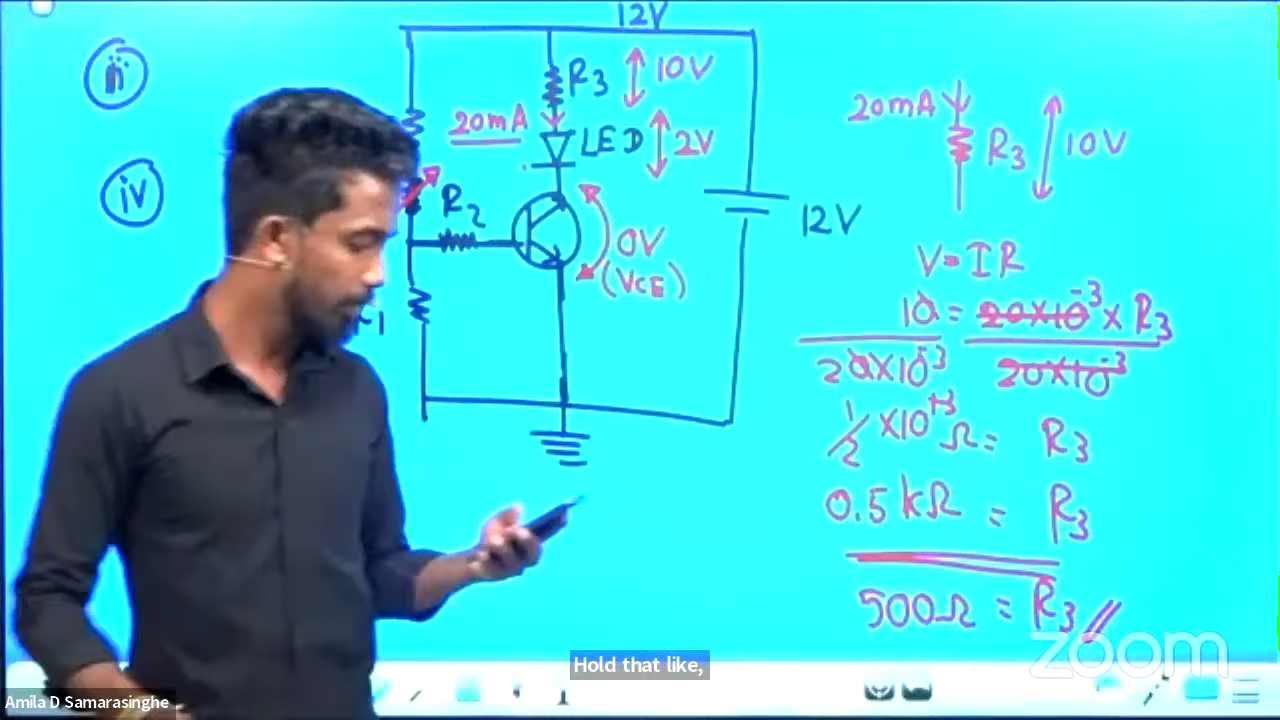 12V
ii
R3
10V
20mA
LED
2V
iv
R2
0V
(VCE)
12V
R1
20mA
R3
10V
V=IR
10 = 20×10⁻³ × R3
20×10⁻³ 20×10⁻³
1/2 ×10⁺³ Ω = R3
0.5 kΩ = R3
500Ω = R3
zoom
Hold that like,
Amila D Samarasinghe